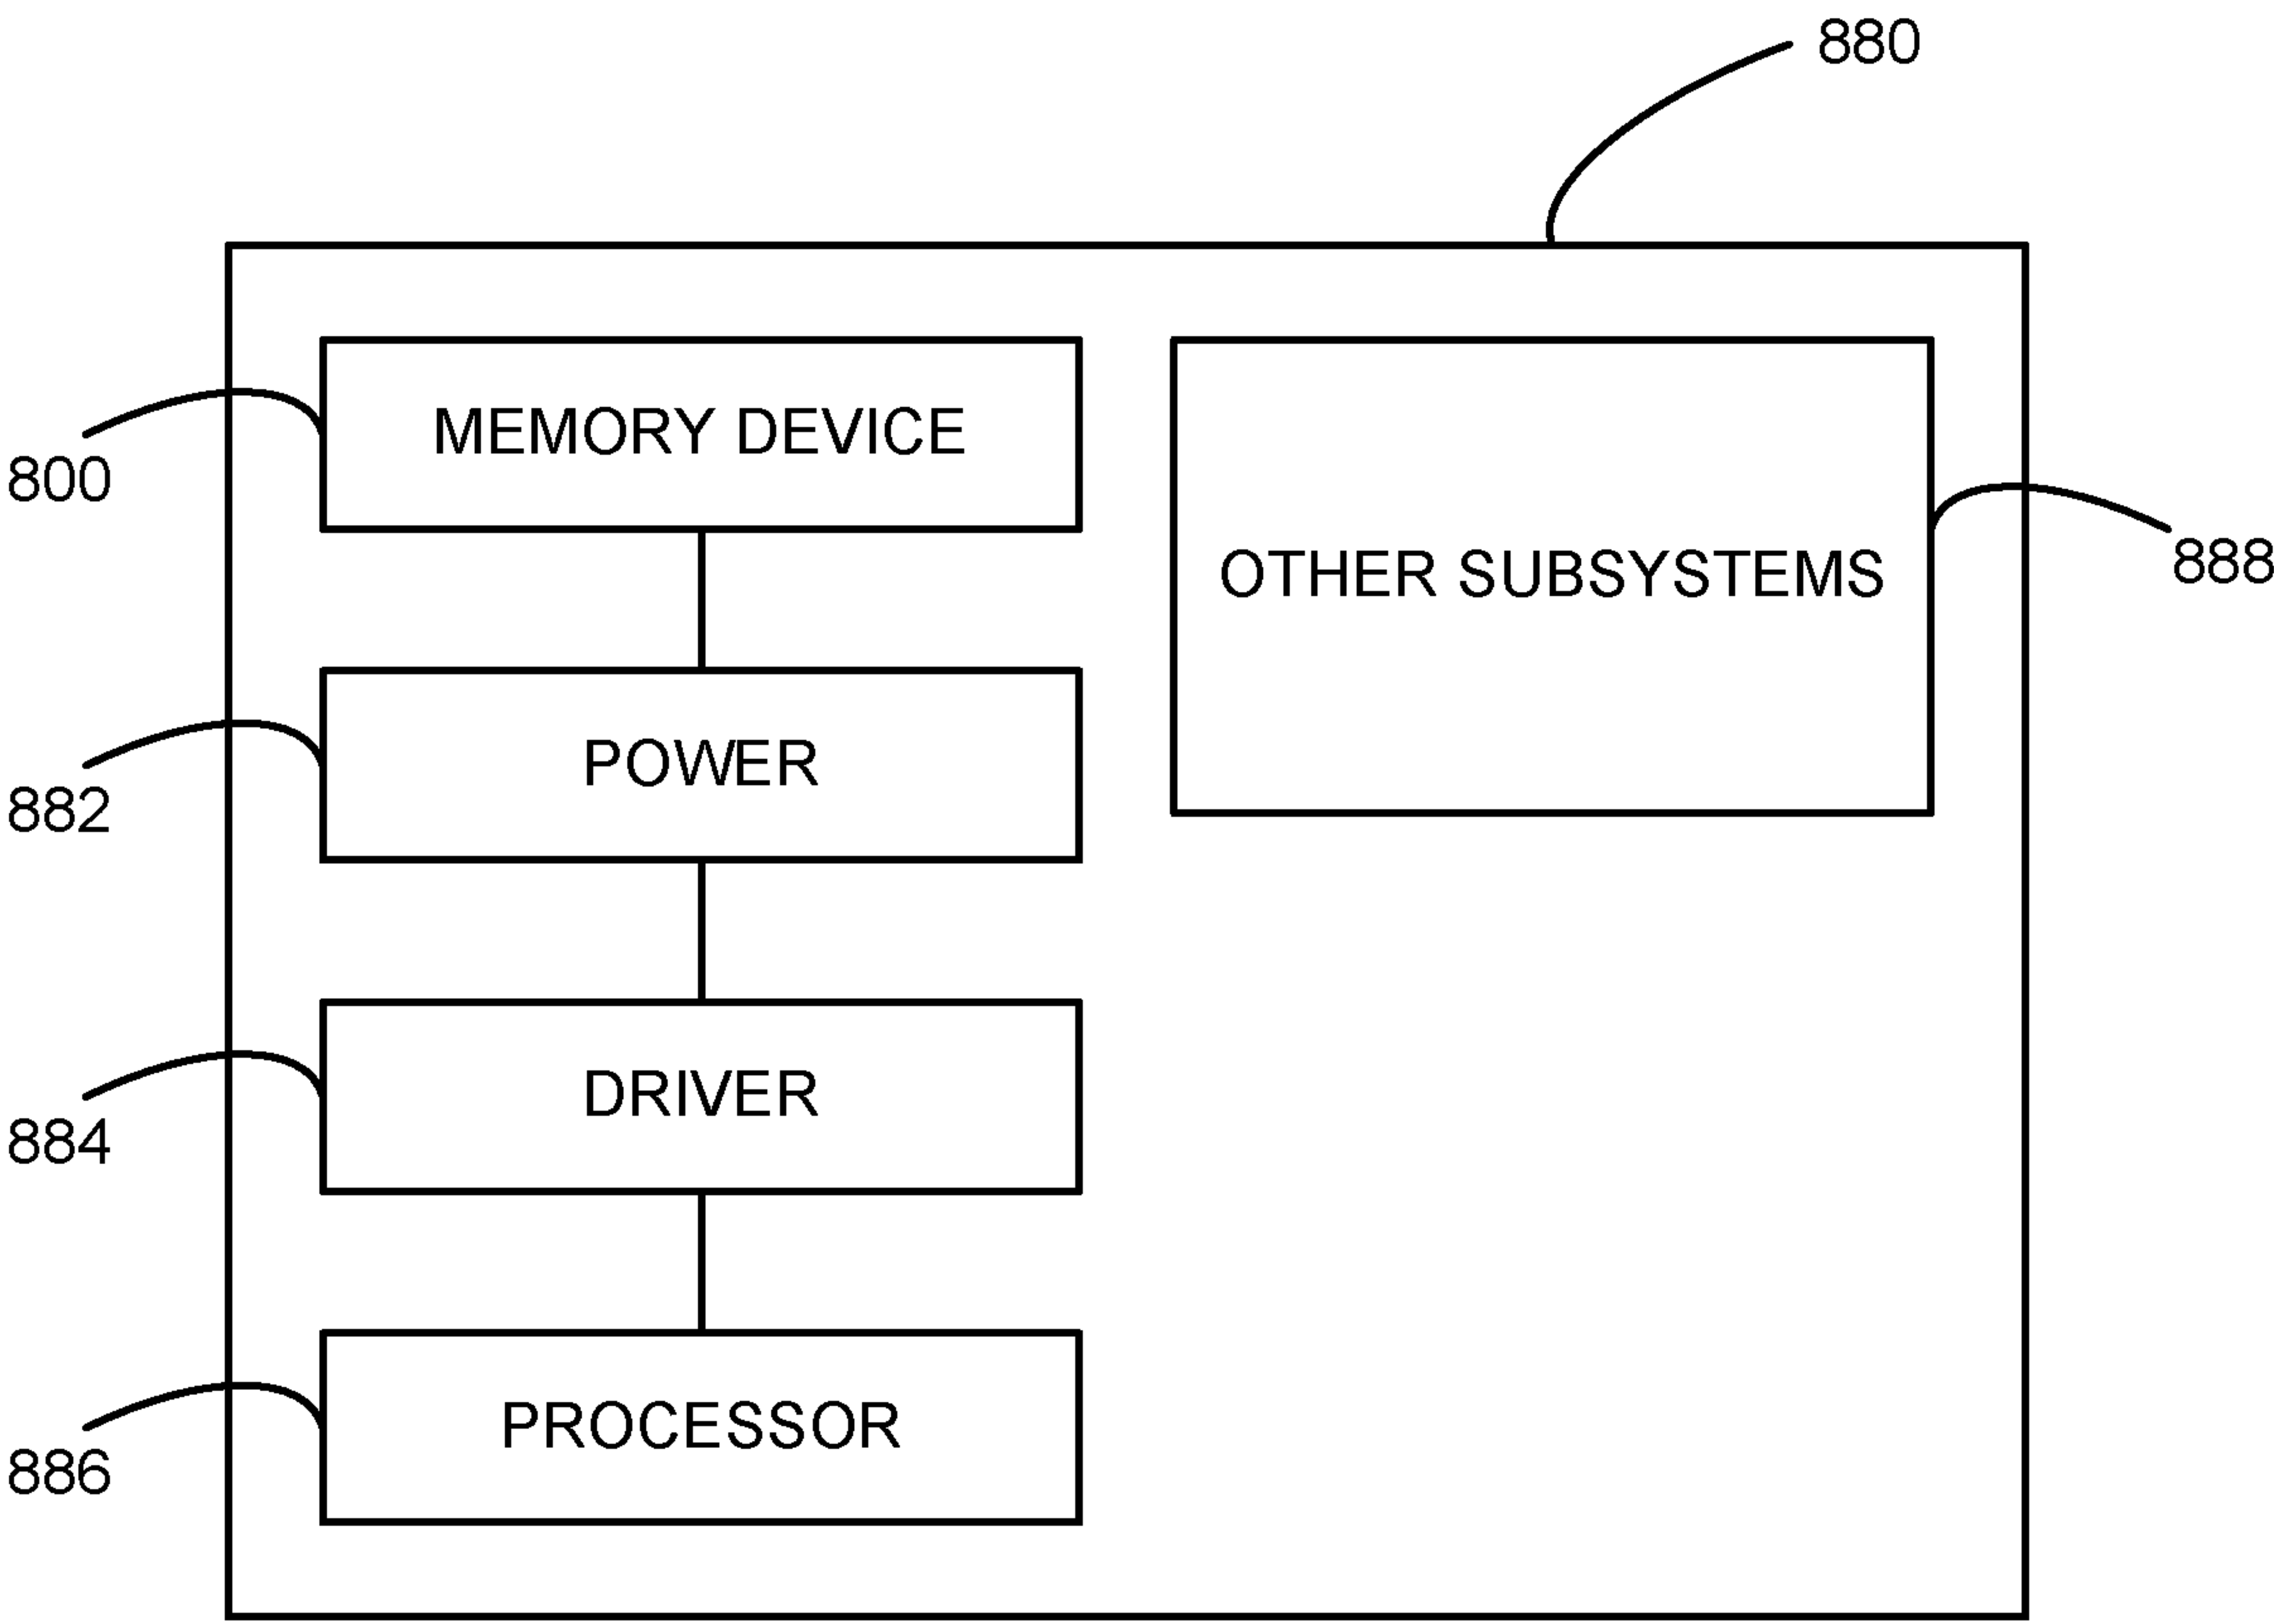 880
MEMORY DEVICE
800
OTHER SUBSYSTEMS
888
POWER
882
DRIVER
884
PROCESSOR
886